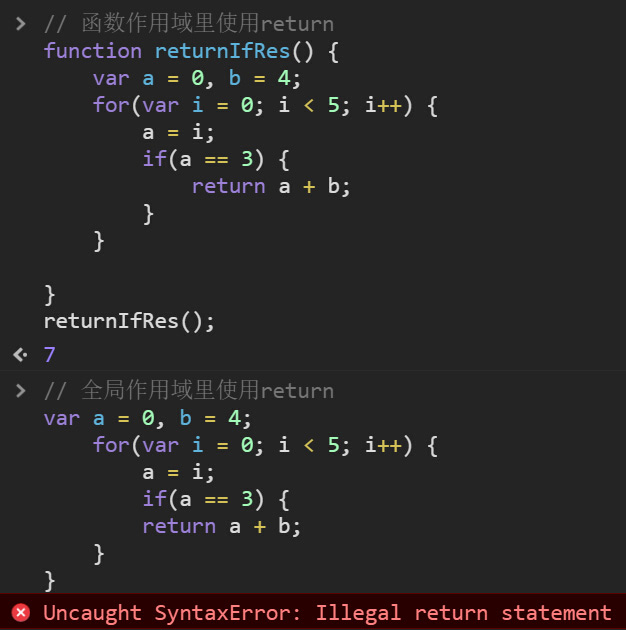 // 函数作用域里使用return
function returnIfRes() {
    var a = 0, b = 4;
    for(var i = 0; i < 5; i++) {
        a = i;
        if(a == 3) {
            return a + b;
        }
    }

}
returnIfRes();
7
// 全局作用域里使用return
var a = 0, b = 4;
    for(var i = 0; i < 5; i++) {
        a = i;
        if(a == 3) {
        return a + b;
    }
}
Uncaught SyntaxError: Illegal return statement